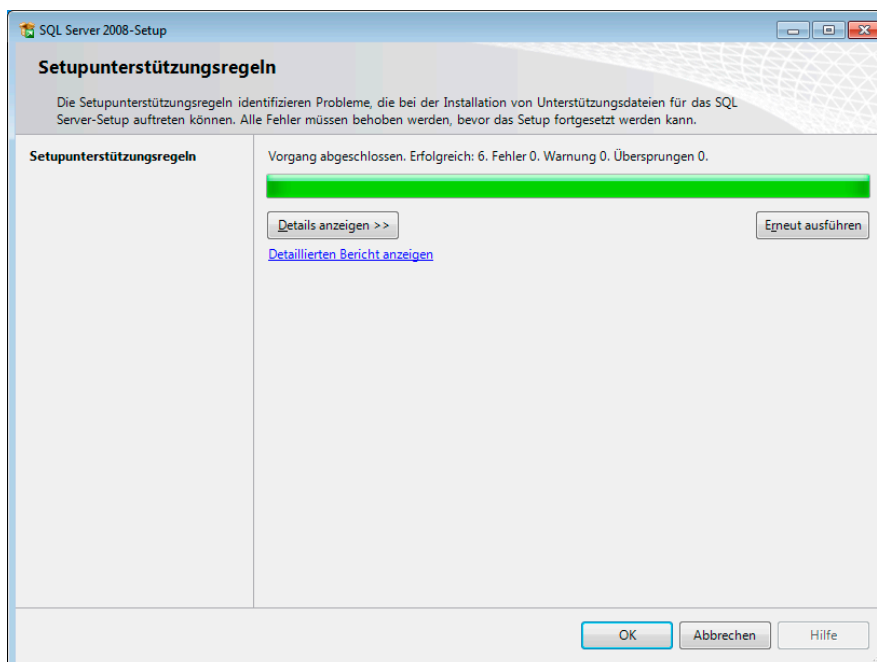 SQL Server 2008-Setup
Setupunterstützungsregeln
Die Setupunterstützungsregeln identifizieren Probleme, die bei der Installation von Unterstützungsdateien für das SQL
Server-Setup auftreten können. Alle Fehler müssen behoben werden, bevor das Setup fortgesetzt werden kann.
Setupunterstützungsregeln
Vorgang abgeschlossen. Erfolgreich: 6. Fehler 0. Warnung 0. Übersprungen 0.
Details anzeigen >>
Erneut ausführen
Detaillierten Bericht anzeigen
OK
Abbrechen
Hilfe